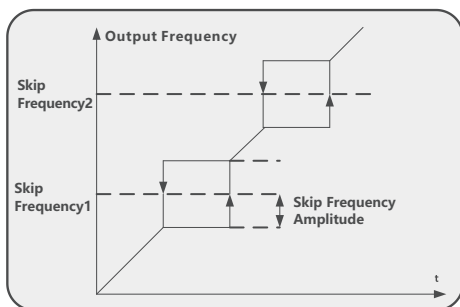 Output Frequency
Skip
Frequency2
Skip
Frequency1
Skip Frequency
Amplitude
t